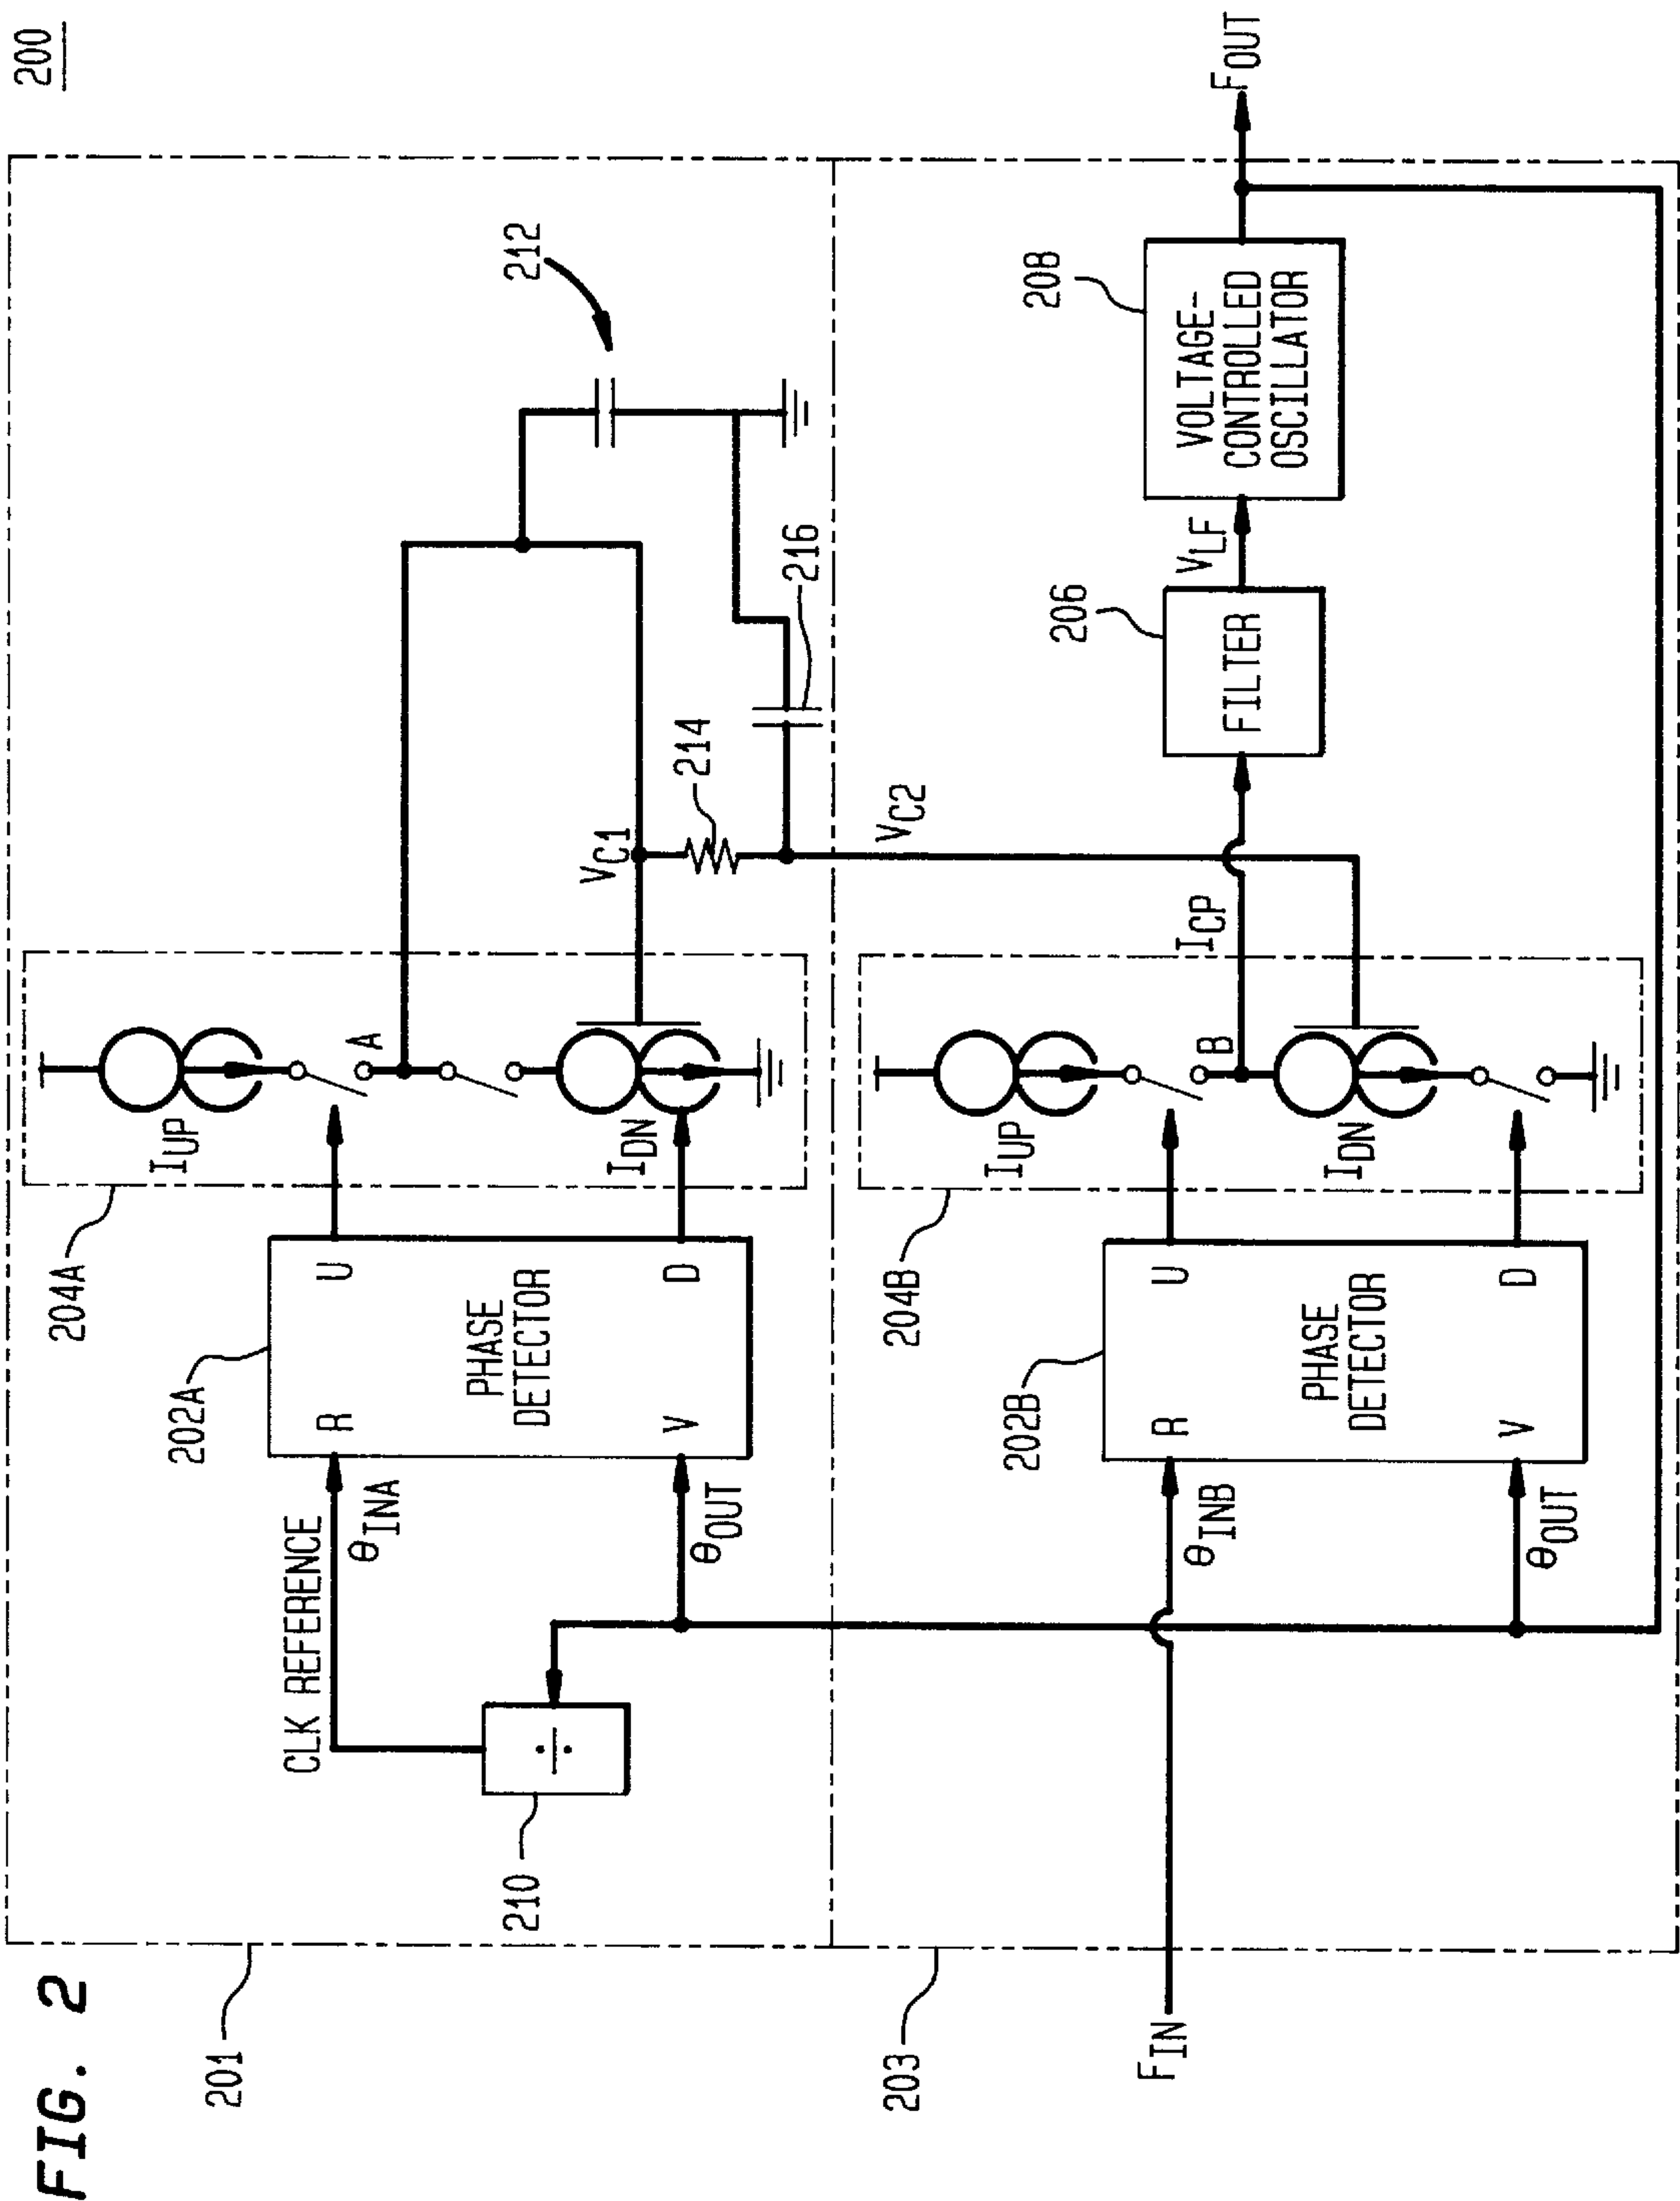 FIG. 2
200
201
204A
I_UP
A
202A
U
R
PHASE
DETECTOR
D
V
I_DN
CLK REFERENCE
θ_INA
θ_OUT
÷
210
V_C1
214
212
216
V_C2
203
204B
I_UP
B
202B
U
R
PHASE
DETECTOR
D
V
I_DN
F_IN
θ_INB
θ_OUT
I_CP
206
FILTER
V_LF
208
VOLTAGE-
CONTROLLED
OSCILLATOR
F_OUT